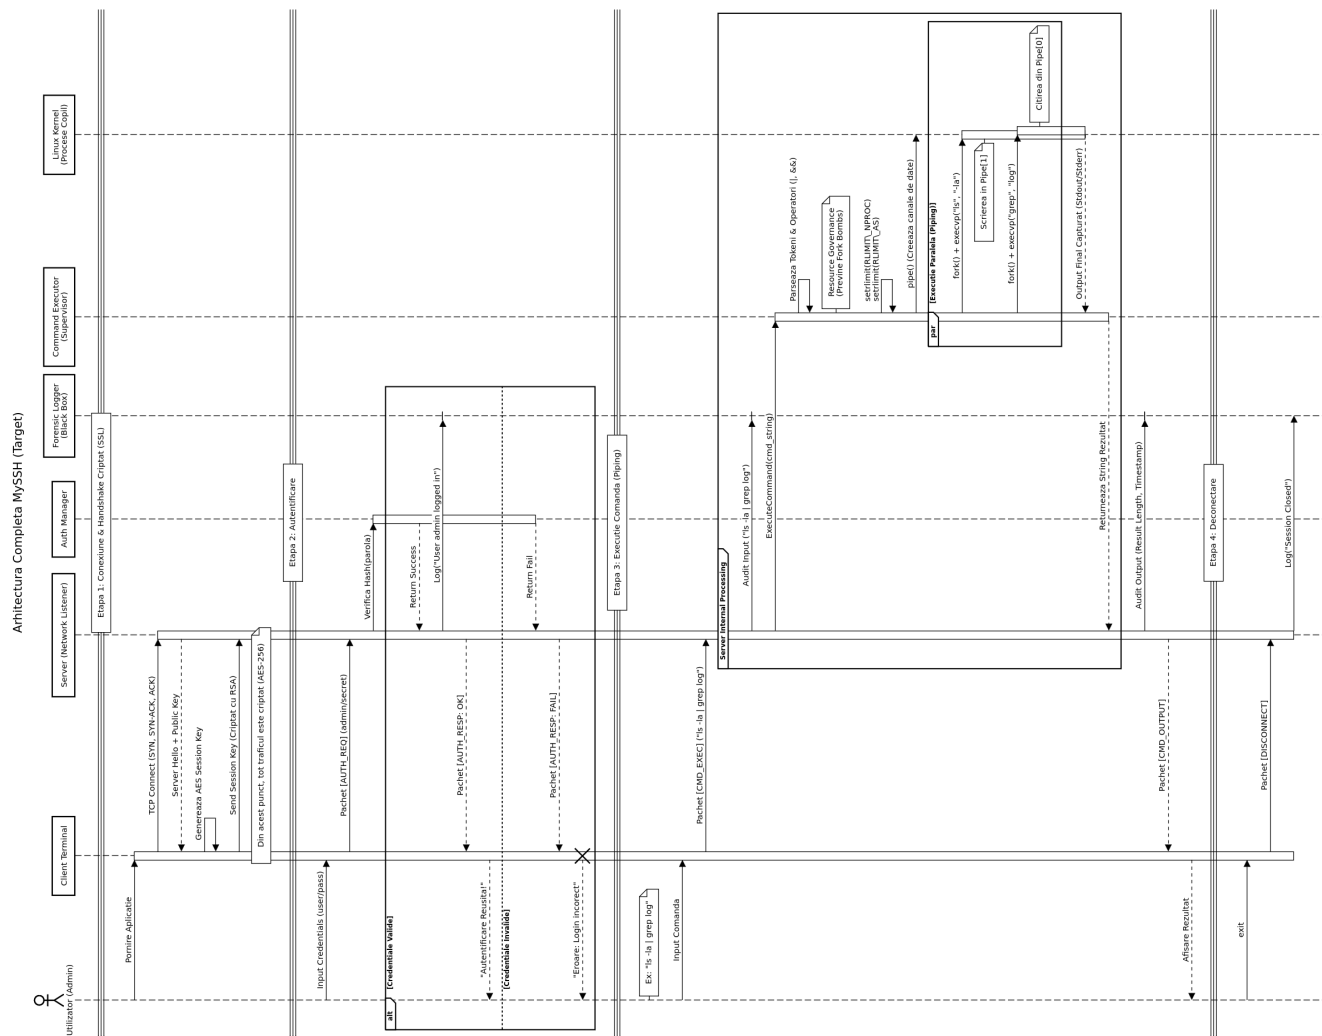 Arhitectura Completa MySSH (Target)
Utilizator (Admin)
Client Terminal
Server (Network Listener)
Auth Manager
Forensic Logger
(Black Box)
Command Executor
(Supervisor)
Linux Kernel
(Procese Copil)
Etapa 1: Conexiune & Handshake Criptat (SSL)
Pornire Aplicatie
TCP Connect (SYN, SYN-ACK, ACK)
Server Hello + Public Key
Genereaza AES Session Key
Send Session Key (Criptat cu RSA)
Din acest punct, tot traficul este criptat (AES-256)
Etapa 2: Autentificare
Input Credentials (user/pass)
Pachet [AUTH_REQ] (admin/secret)
Verifica Hash(parola)
alt
[Credentiale Valide]
Return Success
Log("User admin logged in")
Pachet [AUTH_RESP: OK]
"Autentificare Reusita!"
[Credentiale Invalide]
Return Fail
Pachet [AUTH_RESP: FAIL]
"Eroare: Login incorect"
Etapa 3: Executie Comanda (Piping)
Ex: "ls -la | grep log"
Input Comanda
Pachet [CMD_EXEC] ("ls -la | grep log")
Server Internal Processing
Audit Input ("ls -la | grep log")
ExecuteCommand(cmd_string)
Parseaza Tokeni & Operatori (|, &&)
Resource Governance
(Previne Fork Bombs)
setrlimit(RLIMIT\_NPROC)
setrlimit(RLIMIT\_AS)
pipe() (Creeaza canale de date)
par
[Executie Paralela (Piping)]
fork() + execvp("ls", "-la")
Scrierea in Pipe[1]
fork() + execvp("grep", "log")
Citirea din Pipe[0]
Output Final Capturat (Stdout/Stderr)
Returneaza String Rezultat
Audit Output (Result Length, Timestamp)
Pachet [CMD_OUTPUT]
Afisare Rezultat
Etapa 4: Deconectare
exit
Pachet [DISCONNECT]
Log("Session Closed")